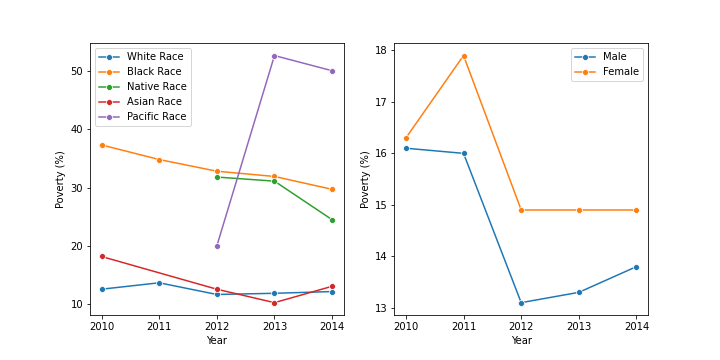 White Race
Black Race
Native Race
Asian Race
Pacific Race
50
40
30
20
10
Poverty (%)
2010 2011 2012 2013 2014
Year
Male
Female
18
17
16
15
14
13
Poverty (%)
2010 2011 2012 2013 2014
Year